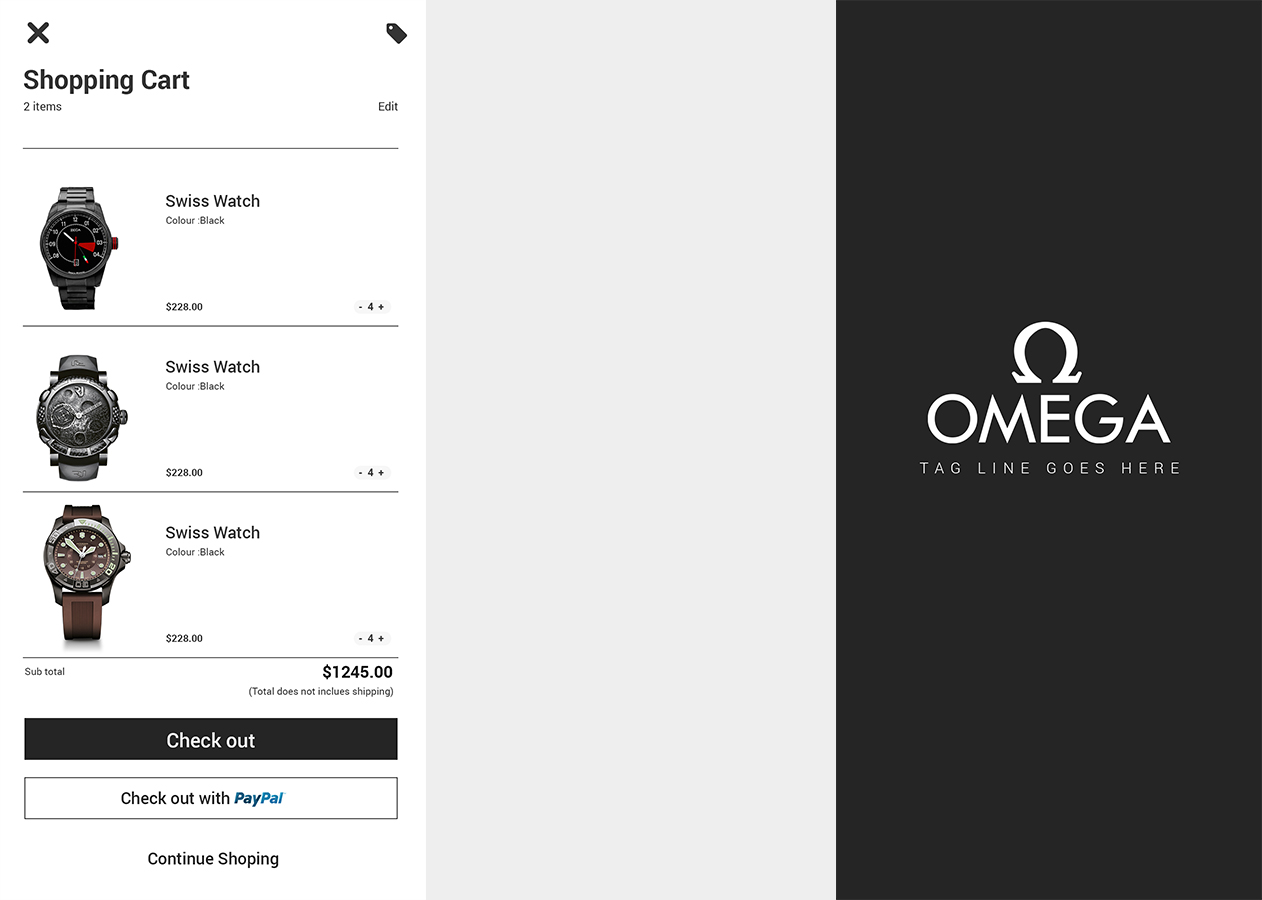 Shopping Cart
2 items
Edit
Swiss Watch
Colour :Black
$228.00
- 4 +
Swiss Watch
Colour :Black
$228.00
- 4 +
Swiss Watch
Colour :Black
$228.00
- 4 +
Sub total
$1245.00
(Total does not inclues shipping)
Check out
Check out with PayPal
Continue Shoping
Ω
OMEGA
TAG LINE GOES HERE